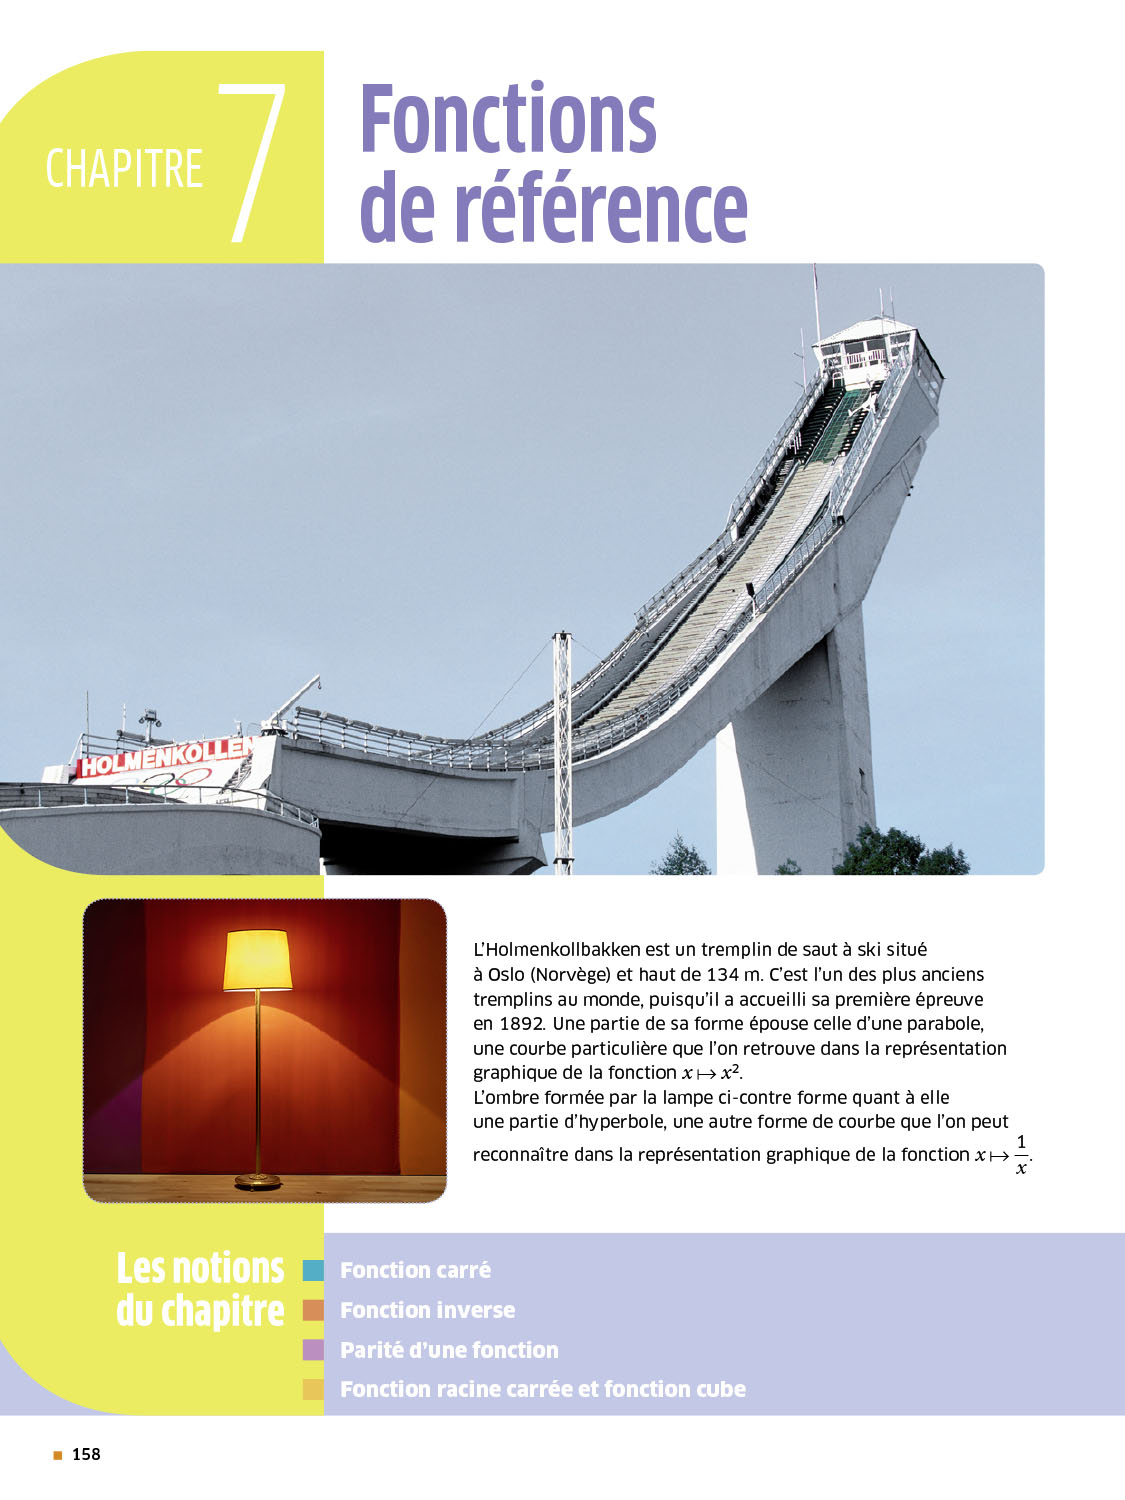 CHAPITRE 7
Fonctions
de référence
HOLMENKOLLEN
L’Holmenkollbakken est un tremplin de saut à ski situé
à Oslo (Norvège) et haut de 134 m. C’est l’un des plus anciens
tremplins au monde, puisqu’il a accueilli sa première épreuve
en 1892. Une partie de sa forme épouse celle d’une parabole,
une courbe particulière que l’on retrouve dans la représentation
graphique de la fonction x ↦ x².
L’ombre formée par la lampe ci-contre forme quant à elle
une partie d’hyperbole, une autre forme de courbe que l’on peut
reconnaître dans la représentation graphique de la fonction x ↦ 1/x.
Les notions
du chapitre
Fonction carré
Fonction inverse
Parité d’une fonction
Fonction racine carrée et fonction cube
158